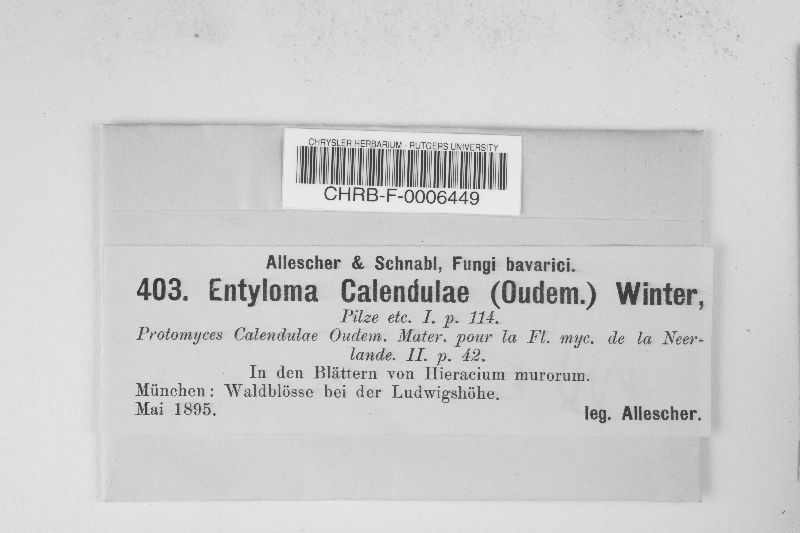 CHRYSLER HERBARIUM - RUTGERS UNIVERSITY
CHRB-F-0006449
Allescher & Schnabl, Fungi bavarici.
403. Entyloma Calendulae (Oudem.) Winter,
Pilze etc. I. p. 114.
Protomyces Calendulae Oudem. Mater. pour la Fl. myc. de la Neer-
lande. II. p. 42.
In den Blättern von Hieracium murorum.
München: Waldblösse bei der Ludwigshöhe.
Mai 1895.
leg. Allescher.